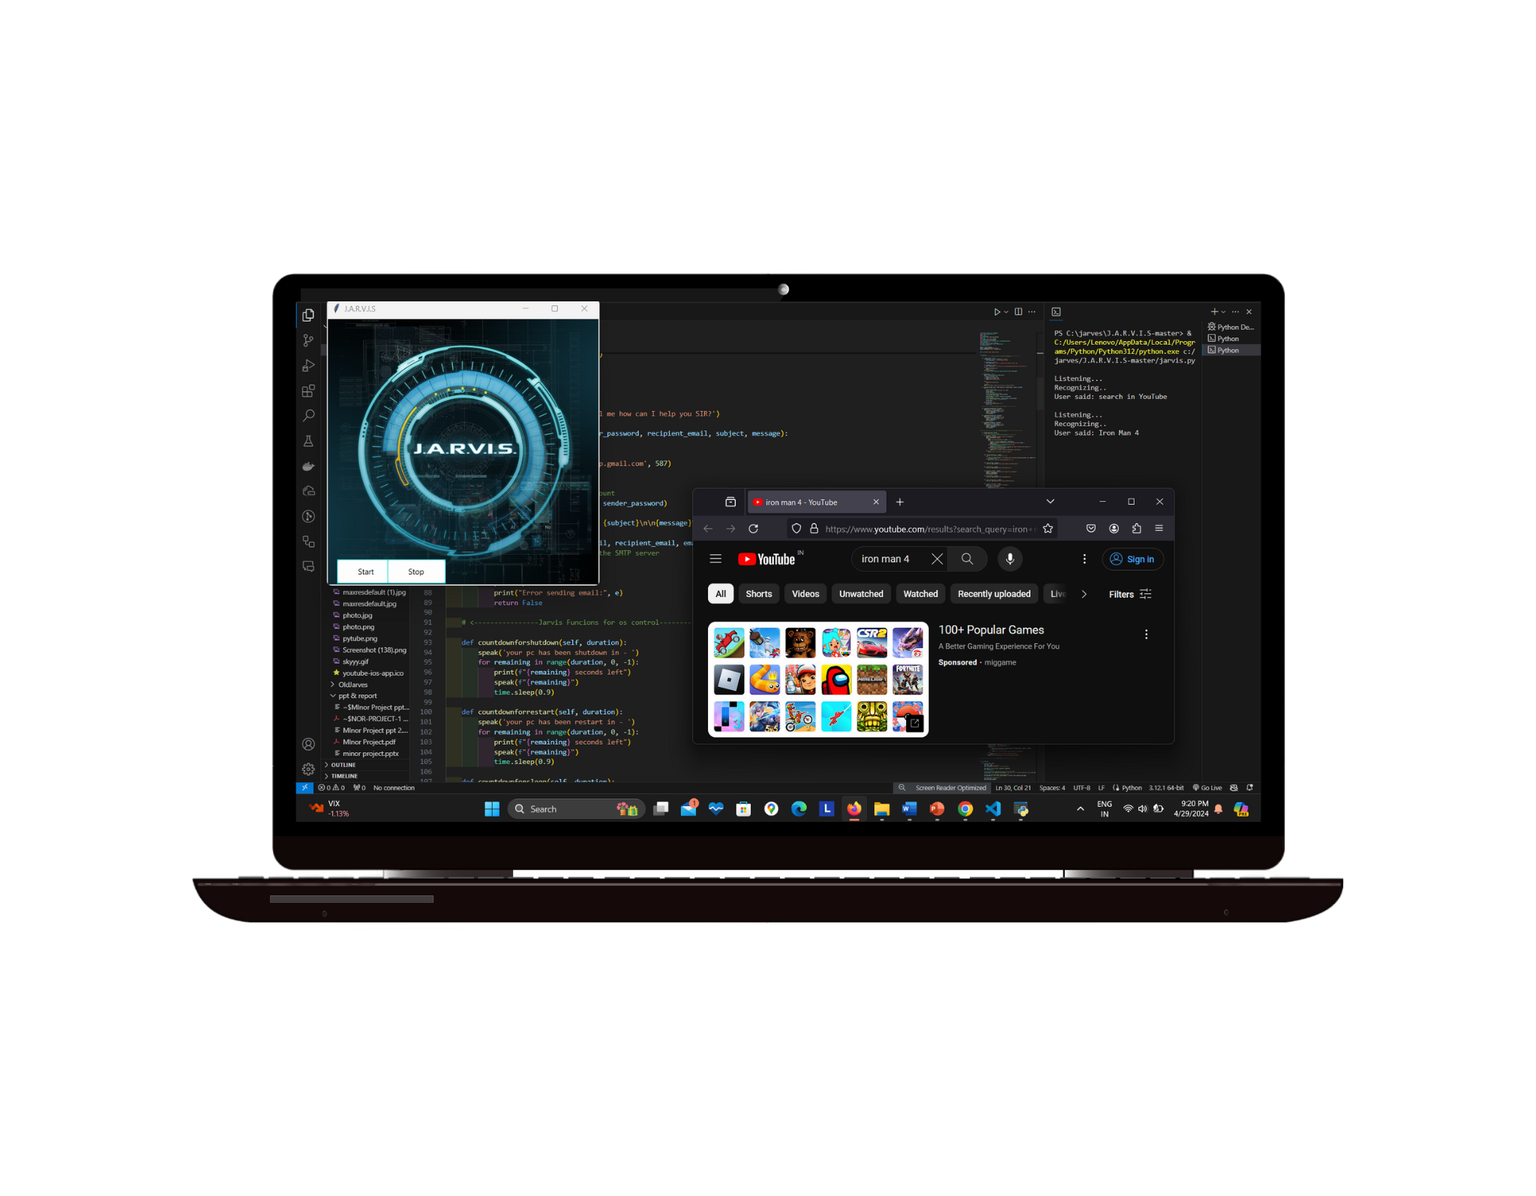 J.A.R.V.I.S
J.A.R.V.I.S.
Start
Stop
l me how can I help you SIR?')
r_password, recipient_email, subject, message):
p.gmail.com', 587)
ount
sender_password)
{subject}\n\n{message}
il, recipient_email, em
the SMTP server
88 print("Error sending email:", e)
89 return False
90
91 # <----------------Jarvis Funcions for os control--------
92
93 def countdownforshutdown(self, duration):
94 speak('your pc has been shutdown in - ')
95 for remaining in range(duration, 0, -1):
96 print(f"{remaining} seconds left")
97 speak(f"{remaining}")
98 time.sleep(0.9)
99
100 def countdownforrestart(self, duration):
101 speak('your pc has been restart in - ')
102 for remaining in range(duration, 0, -1):
103 print(f"{remaining} seconds left")
104 speak(f"{remaining}")
105 time.sleep(0.9)
106
107 def countdownforsleep(self, duration):
maxresdefault (1).jpg
maxresdefault.jpg
photo.jpg
photo.png
pytube.png
Screenshot (138).png
skyyy.gif
youtube-ios-app.ico
OldJarves
ppt & report
~$MInor Project ppt...
~$NOR-PROJECT-1 ...
MInor Project ppt 2....
MInor Project.pdf
minor project.pptx
OUTLINE
TIMELINE
PS C:\jarves\J.A.R.V.I.S-master> &
C:/Users/Lenovo/AppData/Local/Progr
ams/Python/Python312/python.exe c:/
jarves/J.A.R.V.I.S-master/jarvis.py
Listening...
Recognizing..
User said: search in YouTube
Listening...
Recognizing..
User said: Iron Man 4
Python De...
Python
Python
iron man 4 - YouTube
https://www.youtube.com/results?search_query=iron+
YouTube IN
iron man 4
Sign in
All
Shorts
Videos
Unwatched
Watched
Recently uploaded
Live
Filters
100+ Popular Games
A Better Gaming Experience For You
Sponsored · miggame
CSR2
FORTNITE
0 0 0 No connection
Screen Reader Optimized Ln 30, Col 21 Spaces: 4 UTF-8 LF Python 3.12.1 64-bit Go Live
VIX
-1.13%
Search
ENG
IN
9:20 PM
4/29/2024